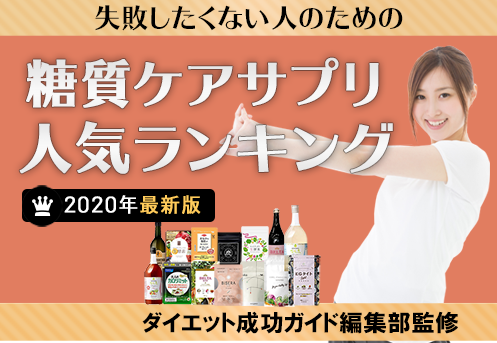 失敗したくない人のための
糖質ケアサプリ
人気ランキング
2020年最新版
ダイエット成功ガイド編集部監修